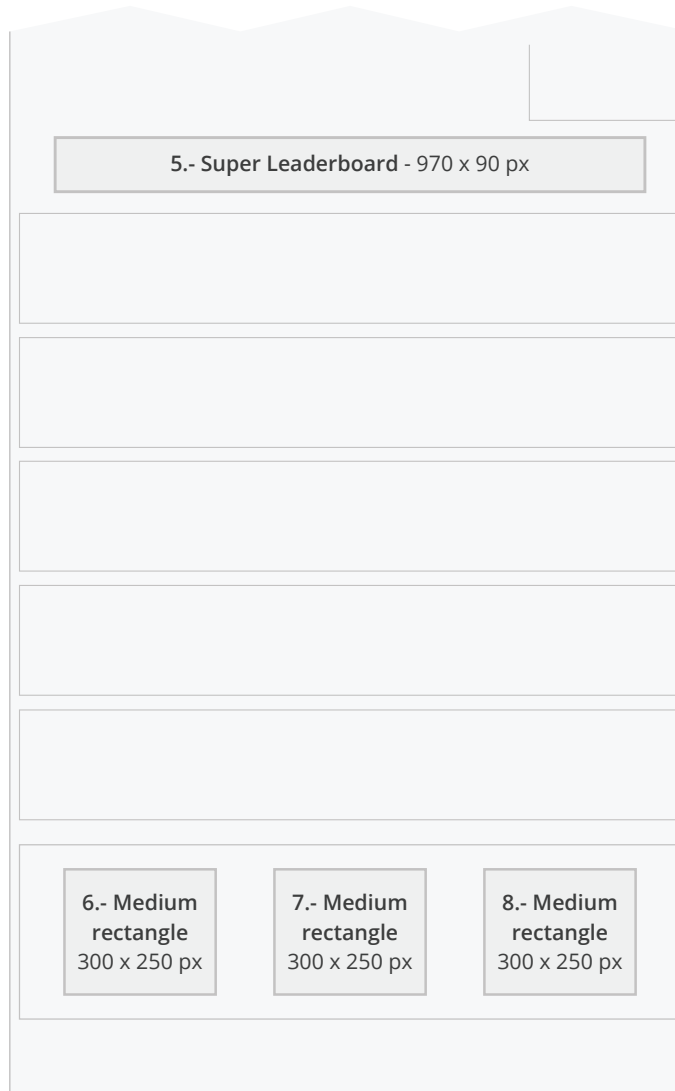 5.- Super Leaderboard - 970 x 90 px
6.- Medium
rectangle
300 x 250 px
7.- Medium
rectangle
300 x 250 px
8.- Medium
rectangle
300 x 250 px